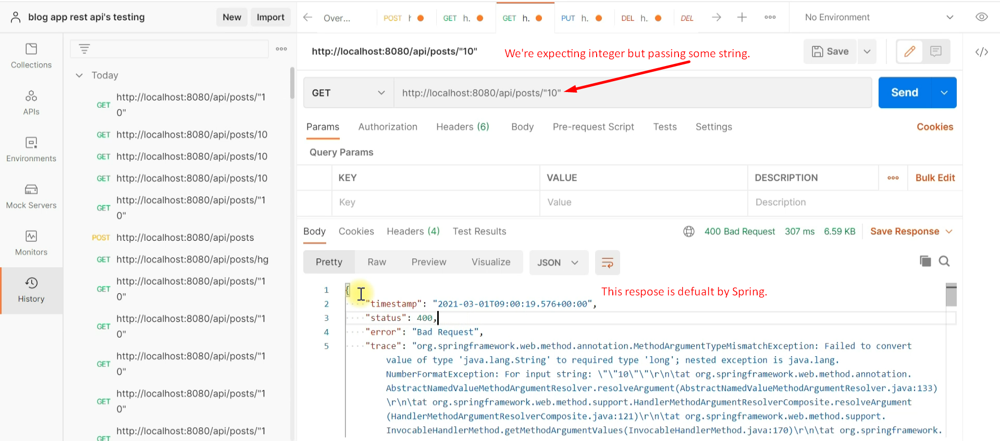 blog app rest api's testing
New
Import
Over...
POST h
GET h.
GET h.
PUT h.
DEL h.
DEL
No Environment
Collections
APIs
Environments
Mock Servers
Monitors
History
Today
GET http://localhost:8080/api/posts/"1
0"
GET http://localhost:8080/api/posts/10
GET http://localhost:8080/api/posts/10
GET http://localhost:8080/api/posts/10
GET http://localhost:8080/api/posts/"1
0"
POST http://localhost:8080/api/posts
GET http://localhost:8080/api/posts/hg
GET http://localhost:8080/api/posts/"1
0"
GET http://localhost:8080/api/posts/"1
0"
GET http://localhost:8080/api/posts/"1
0"
GET http://localhost:8080/api/posts/"1
0"
GET http://localhost:8080/api/posts/"1
http://localhost:8080/api/posts/"10"
We're expecting integer but passing some string.
Save
GET
http://localhost:8080/api/posts/"10"
Send
Params
Authorization
Headers (6)
Body
Pre-request Script
Tests
Settings
Cookies
Query Params
KEY
VALUE
DESCRIPTION
Bulk Edit
Key
Value
Description
Body
Cookies
Headers (4)
Test Results
400 Bad Request
307 ms
6.59 KB
Save Response
Pretty
Raw
Preview
Visualize
JSON
This respose is defualt by Spring.
1 {
2 "timestamp": "2021-03-01T09:00:19.576+00:00",
3 "status": 400,
4 "error": "Bad Request",
5 "trace": "org.springframework.web.method.annotation.MethodArgumentTypeMismatchException: Failed to convert
value of type 'java.lang.String' to required type 'long'; nested exception is java.lang.
NumberFormatException: For input string: \"\"10\"\"\r\n\tat org.springframework.web.method.annotation.
AbstractNamedValueMethodArgumentResolver.resolveArgument(AbstractNamedValueMethodArgumentResolver.java:133)
\r\n\tat org.springframework.web.method.support.HandlerMethodArgumentResolverComposite.resolveArgument
(HandlerMethodArgumentResolverComposite.java:121)\r\n\tat org.springframework.web.method.support.
InvocableHandlerMethod.getMethodArgumentValues(InvocableHandlerMethod.java:170)\r\n\tat org.springframework.